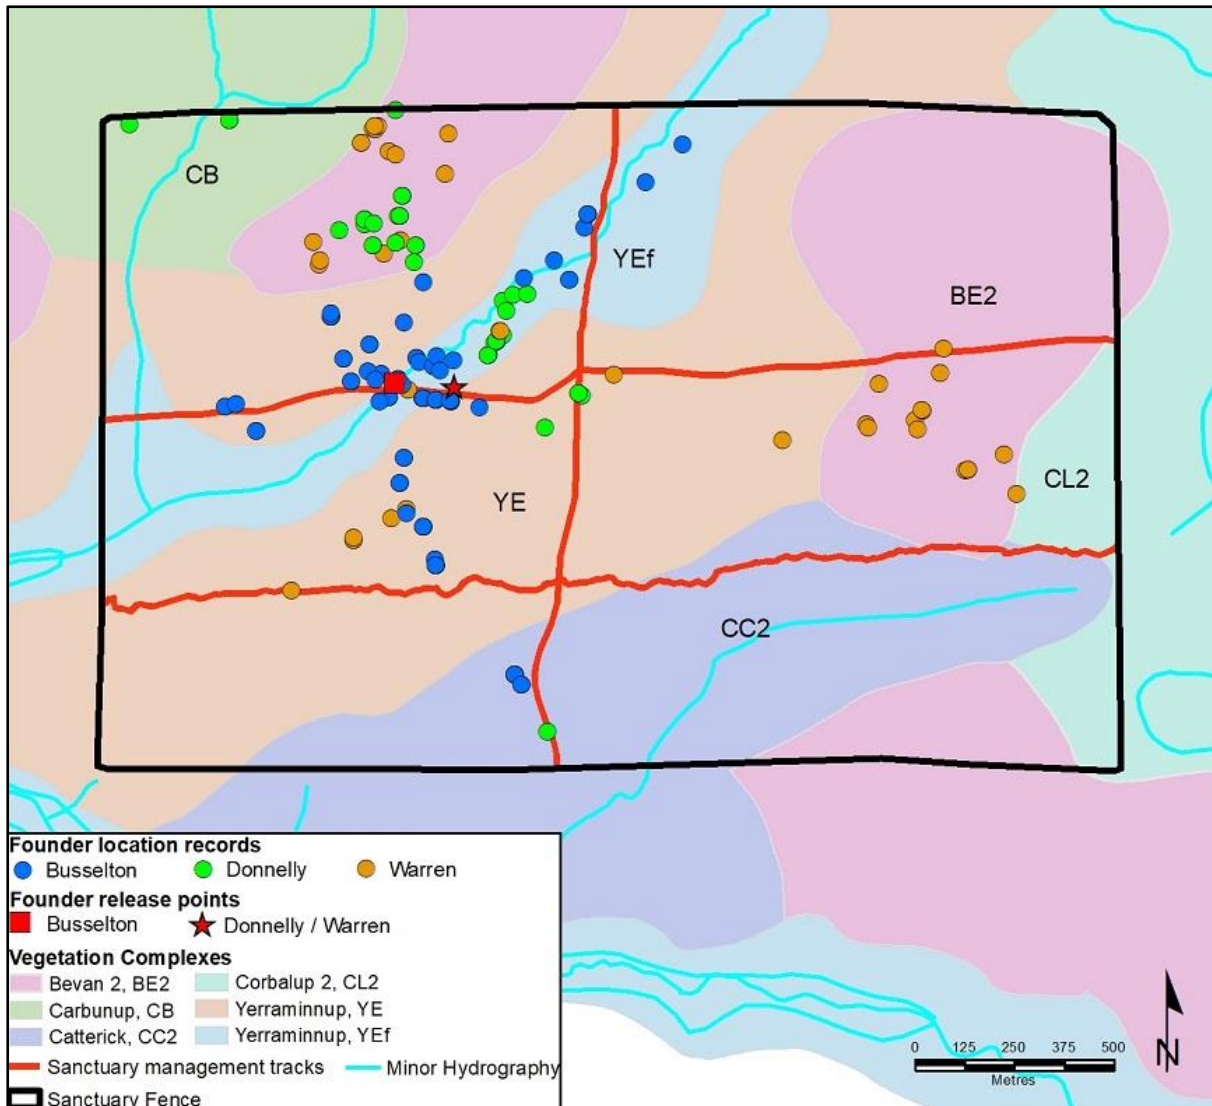 CB
YEf
BE2
CL2
YE
CC2
Founder location records
Busselton Donnelly Warren
Founder release points
Busselton Donnelly / Warren
Vegetation Complexes
Bevan 2, BE2 Corbalup 2, CL2
Carbunup, CB Yerraminnup, YE
Catterick, CC2 Yerraminnup, YEf
Sanctuary management tracks Minor Hydrography
Sanctuary Fence
0 125 250 375 500
Metres
N